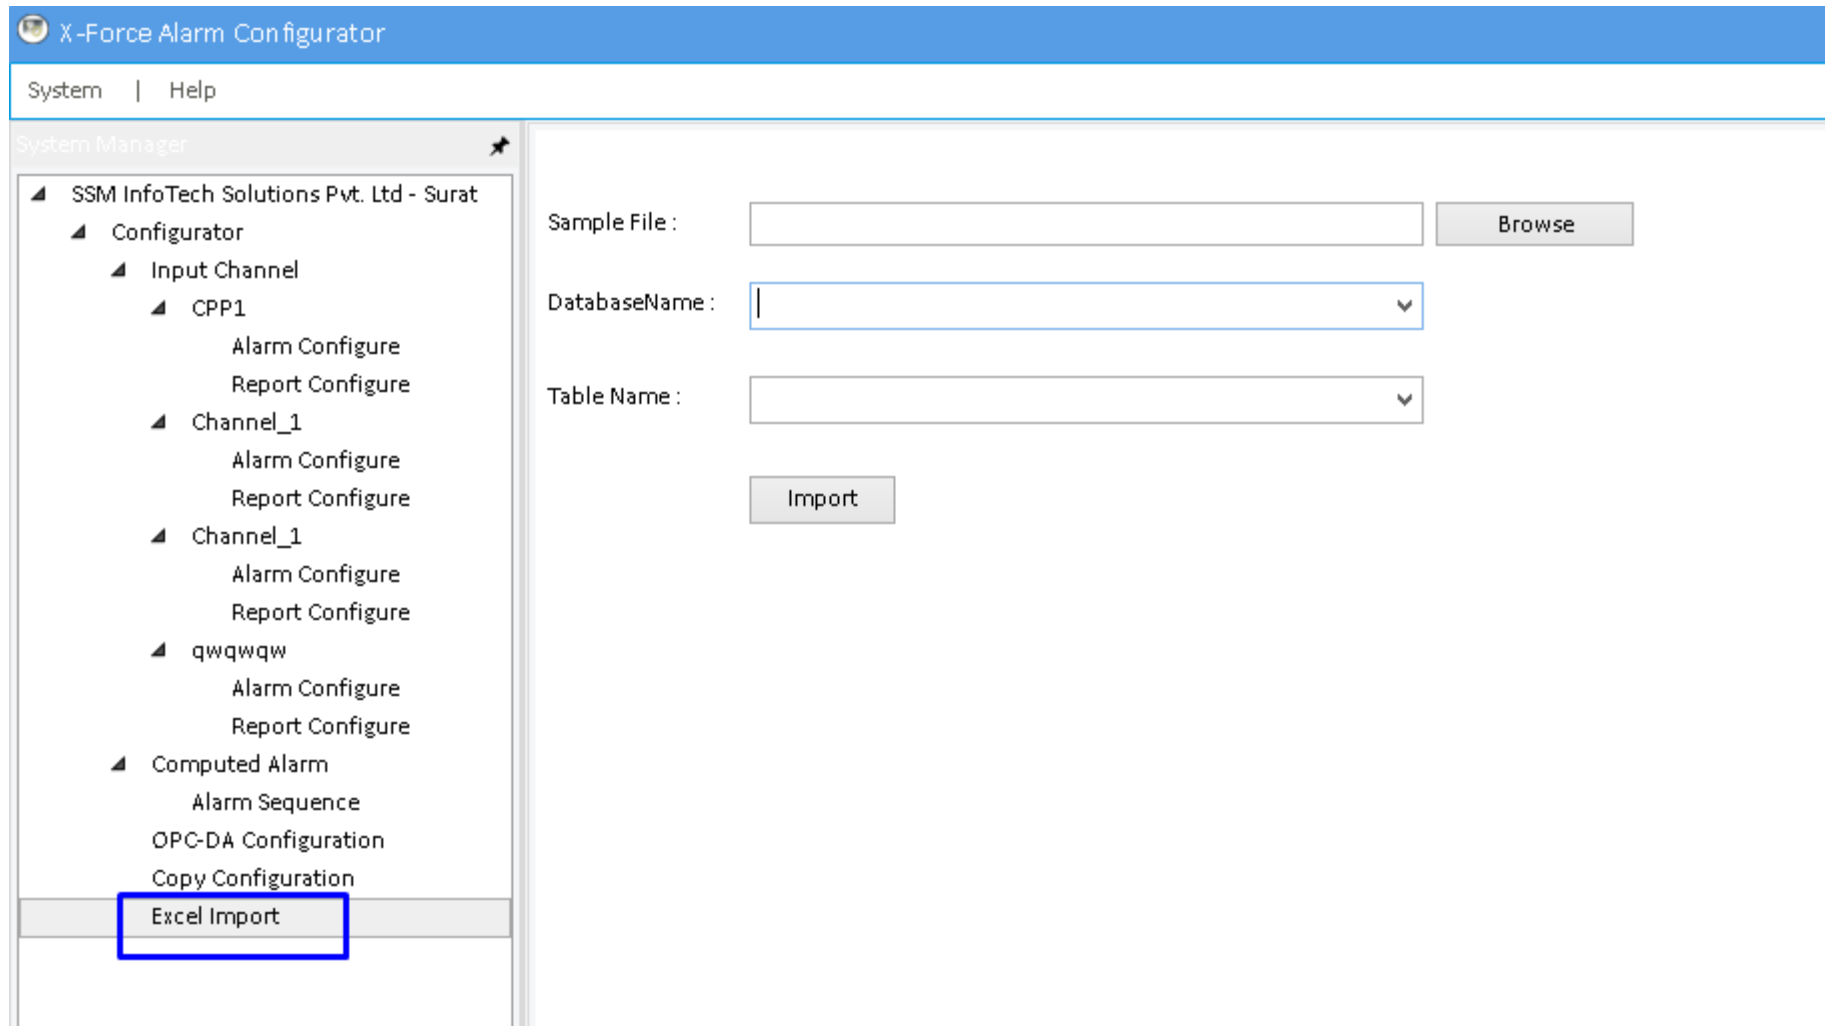 X-Force Alarm Configurator
System | Help
System Manager
SSM InfoTech Solutions Pvt. Ltd - Surat
Configurator
Input Channel
CPP1
Alarm Configure
Report Configure
Channel_1
Alarm Configure
Report Configure
Channel_1
Alarm Configure
Report Configure
qwqwqw
Alarm Configure
Report Configure
Computed Alarm
Alarm Sequence
OPC-DA Configuration
Copy Configuration
Excel Import
Sample File :
Browse
DatabaseName :
Table Name :
Import